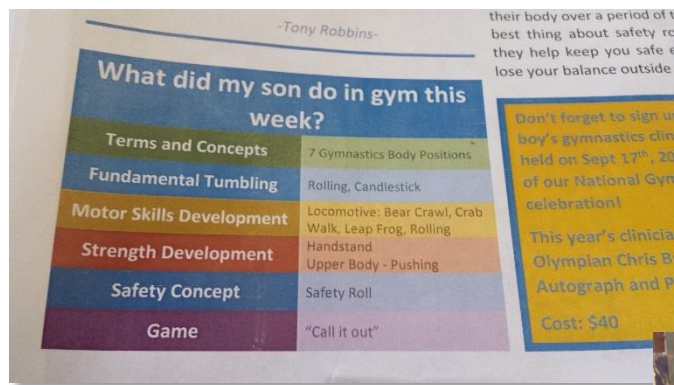 -Tony Robbins-
their body over a period of
best thing about safety
they help keep you safe
lose your balance outside
What did my son do in gym this
week?
Terms and Concepts
7 Gymnastics Body Positions
Fundamental Tumbling
Rolling, Candlestick
Motor Skills Development
Locomotive: Bear Crawl, Crab
Walk, Leap Frog, Rolling
Strength Development
Handstand
Upper Body - Pushing
Safety Concept
Safety Roll
Game
"Call it out"
Don't forget to sign
boy's gymnastics
held on Sept 17th,
of our National
celebration!
This year's
Olympian Chris
Autograph and
Cost: $40